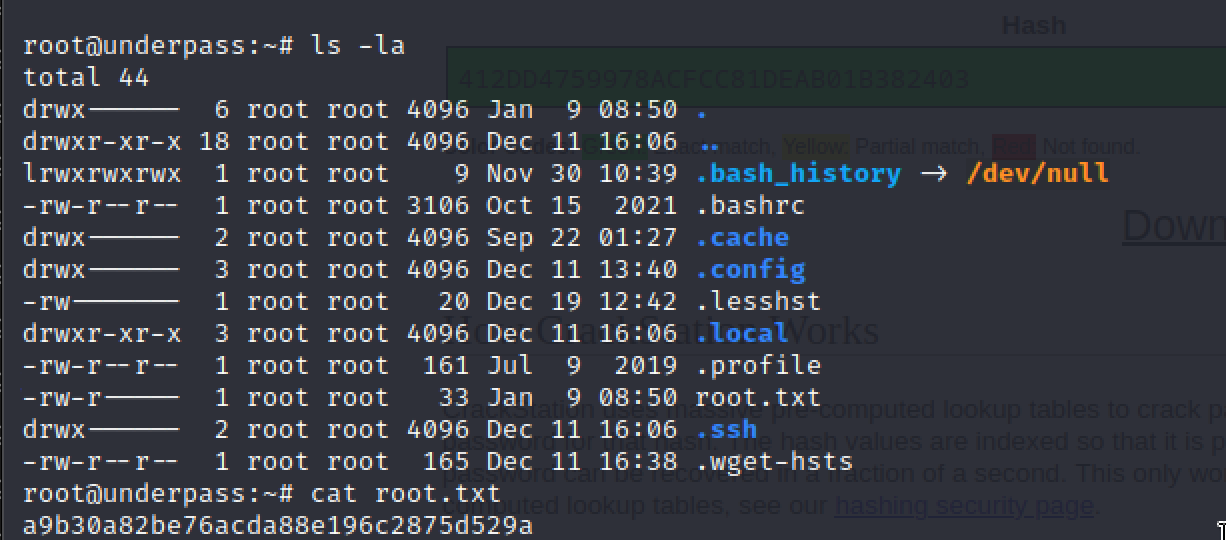 Hash
root@underpass:~# ls -la
412DD4759978ACFCC81DEAB01B382403
total 44
drwx------ 6 root root 4096 Jan 9 08:50 .
drwxr-xr-x 18 root root 4096 Dec 11 16:06 ..
match, Yellow: Partial match, Not found.
lrwxrwxrwx 1 root root 9 Nov 30 10:39 .bash_history -> /dev/null
-rw-r--r-- 1 root root 3106 Oct 15 2021 .bashrc
Down
drwx------ 2 root root 4096 Sep 22 01:27 .cache
drwx------ 3 root root 4096 Dec 11 13:40 .config
-rw------- 1 root root 20 Dec 19 12:42 .lesshst
drwxr-xr-x 3 root root 4096 Dec 11 16:06 .local
Works
-rw-r--r-- 1 root root 161 Jul 9 2019 .profile
-rw-r----- 1 root root 33 Jan 9 08:50 root.txt
CrackStation uses massive pre-computed lookup tables to crack
drwx------ 2 root root 4096 Dec 11 16:06 .ssh
password for that hash. The hash values are indexed so that it is
-rw-r--r-- 1 root root 165 Dec 11 16:38 .wget-hsts
password can be recovered in a fraction of a second. This only
root@underpass:~# cat root.txt
computed lookup tables, see our hashing security page.
a9b30a82be76acda88e196c2875d529a